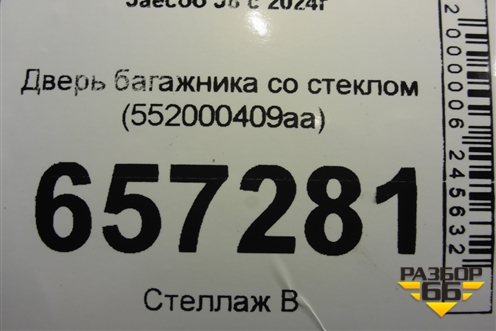 Jaecoo J8 с 2024г
Дверь багажника со стеклом
(552000409аа)
657281
Стеллаж В
2000006245632
РАЗБОР
66